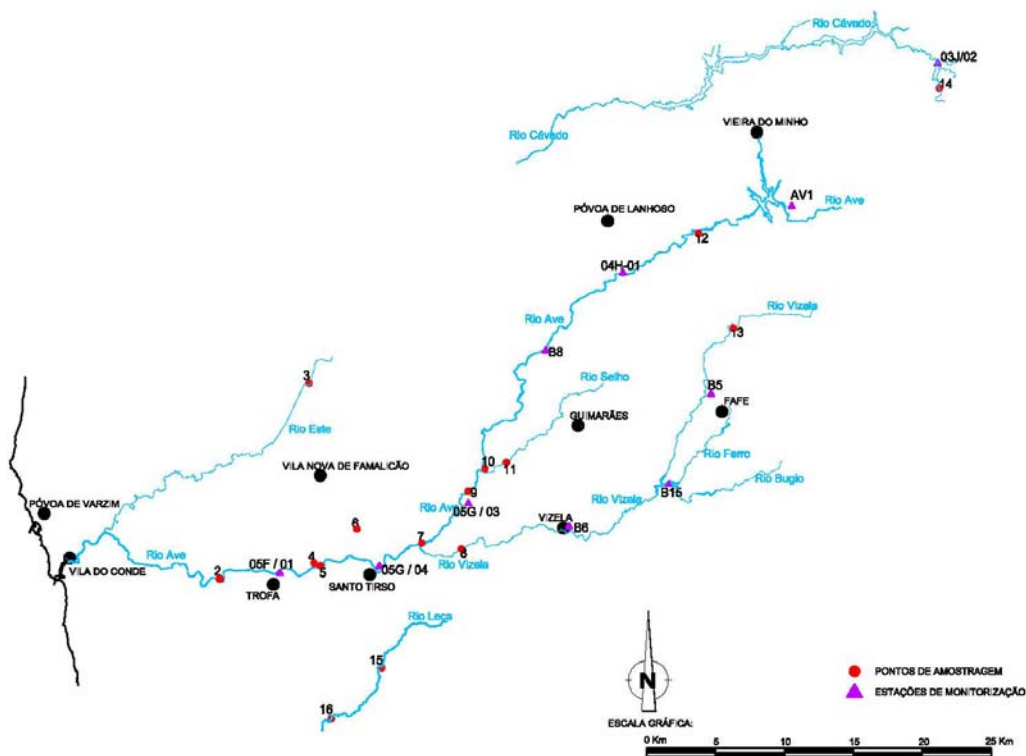 Rio Cávado
03J/02
14
VIEIRA DO MINHO
Rio Cávado
AV1
Rio Ave
PÓVOA DE LANHOSO
12
04H-01
Rio Ave
Rio Vizela
13
B8
3
Rio Selho
B5
FAFE
GUIMARÃES
Rio Este
10
11
Rio Ferro
VILA NOVA DE FAMALICÃO
Rio Bugio
9
B15
PÓVOA DE VARZIM
Rio Ave
05G / 03
Rio Vizela
6
VIZELA
B6
7
8
Rio Ave
4
Rio Vizela
VILA DO CONDE
05F / 01
5
05G / 04
2
SANTO TIRSO
TROFA
Rio Leça
15
16
N
PONTOS DE AMOSTRAGEM
ESTAÇÕES DE MONITORIZAÇÃO
ESCALA GRÁFICA:
0 Km 5 10 15 20 25 Km